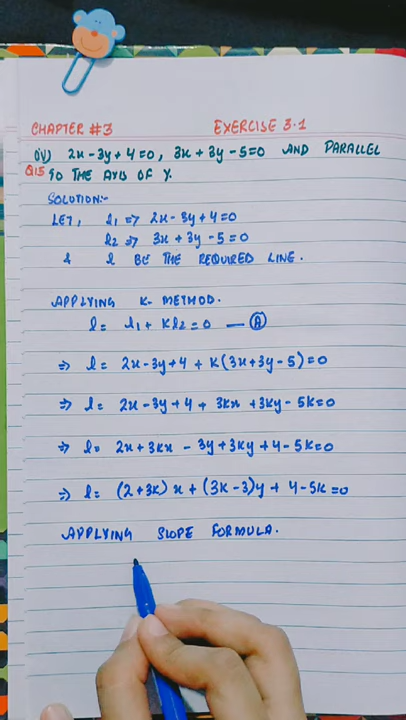 CHAPTER #3 EXERCISE 3.1
iv) 2x - 3y + 4 = 0, 3x + 3y - 5 = 0 AND PARALLEL
Q15 TO THE AXIS OF Y.
SOLUTION:-
LET, l1 => 2x - 3y + 4 = 0
l2 => 3x + 3y - 5 = 0
& l BE THE REQUIRED LINE.
APPLYING K-METHOD.
l = l1 + Kl2 = 0 — (A)
=> l = 2x - 3y + 4 + K(3x + 3y - 5) = 0
=> l = 2x - 3y + 4 + 3Kx + 3Ky - 5K = 0
=> l = 2x + 3Kx - 3y + 3Ky + 4 - 5K = 0
=> l = (2 + 3K)x + (3K - 3)y + 4 - 5K = 0
APPLYING SLOPE FORMULA.